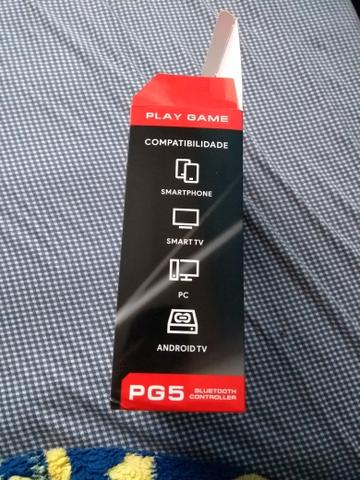 PLAY GAME
COMPATIBILIDADE
SMARTPHONE
SMART TV
PC
ANDROID TV
PG5 BLUETOOTH
CONTROLLER